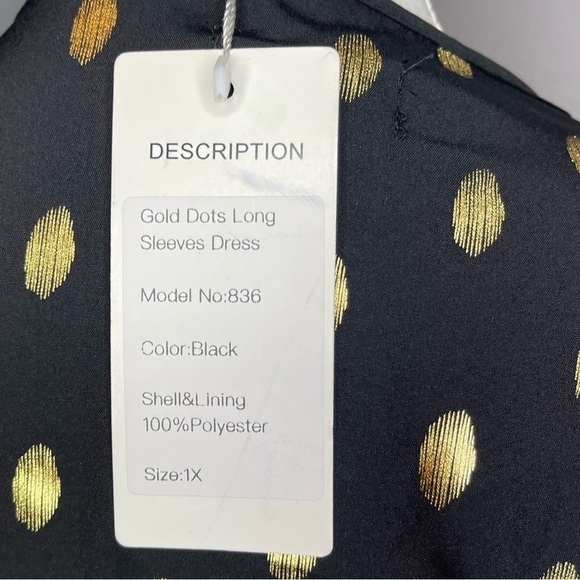 DESCRIPTION
Gold Dots Long
Sleeves Dress
Model No:836
Color:Black
Shell&Lining
100%Polyester
Size:1X